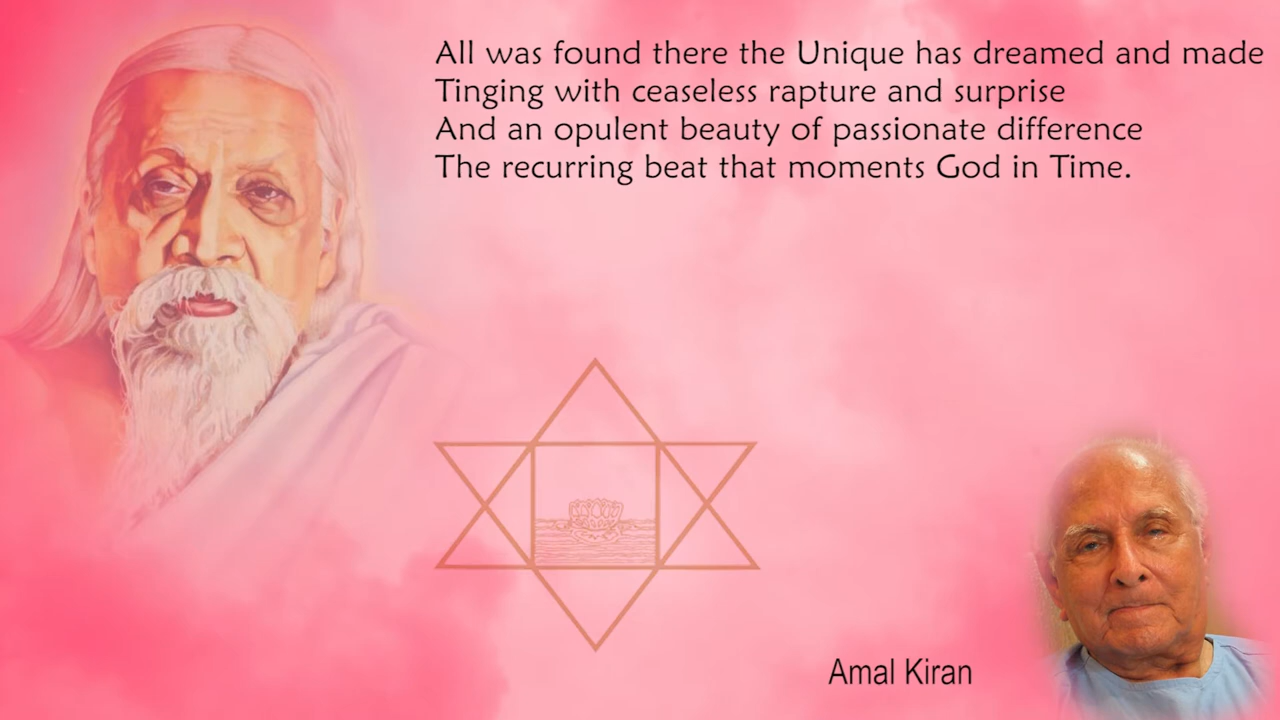 All was found there the Unique has dreamed and made
Tinging with ceaseless rapture and surprise
And an opulent beauty of passionate difference
The recurring beat that moments God in Time.
Amal Kiran